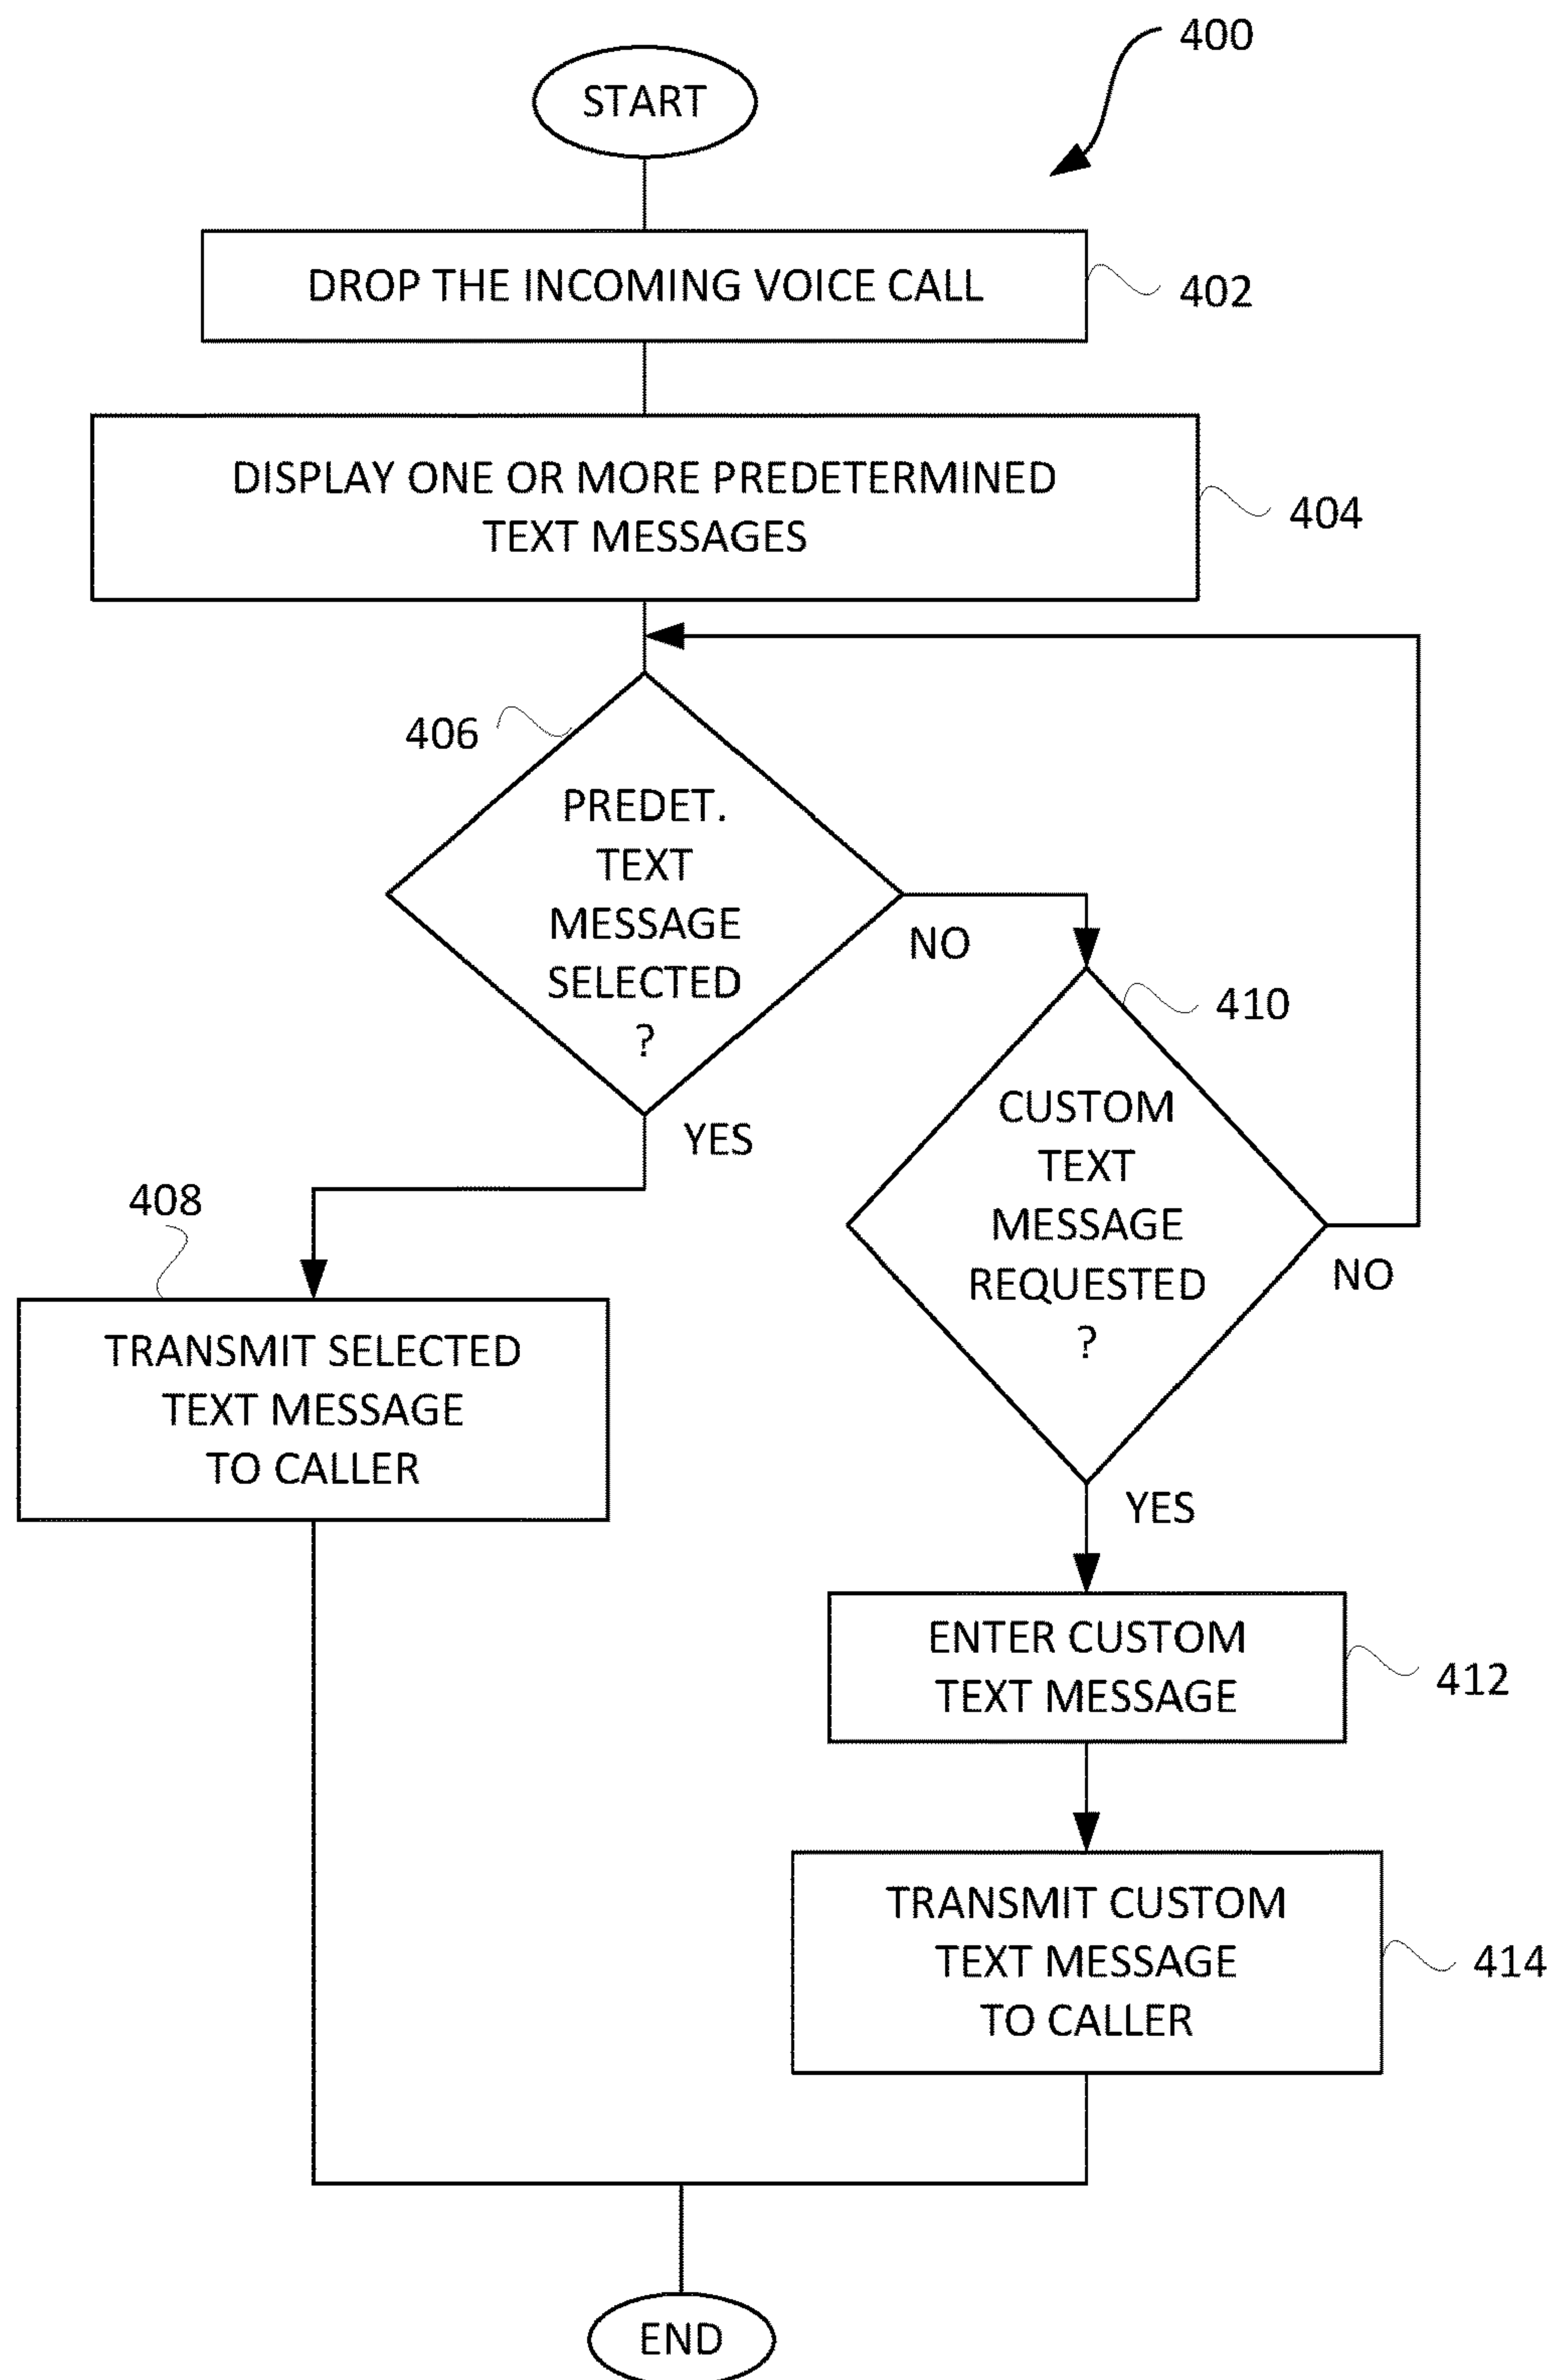 400
START
DROP THE INCOMING VOICE CALL
402
DISPLAY ONE OR MORE PREDETERMINED
TEXT MESSAGES
404
406
PREDET.
TEXT
MESSAGE
SELECTED
?
NO
YES
410
CUSTOM
TEXT
MESSAGE
REQUESTED
?
NO
YES
408
TRANSMIT SELECTED
TEXT MESSAGE
TO CALLER
ENTER CUSTOM
TEXT MESSAGE
412
TRANSMIT CUSTOM
TEXT MESSAGE
TO CALLER
414
END